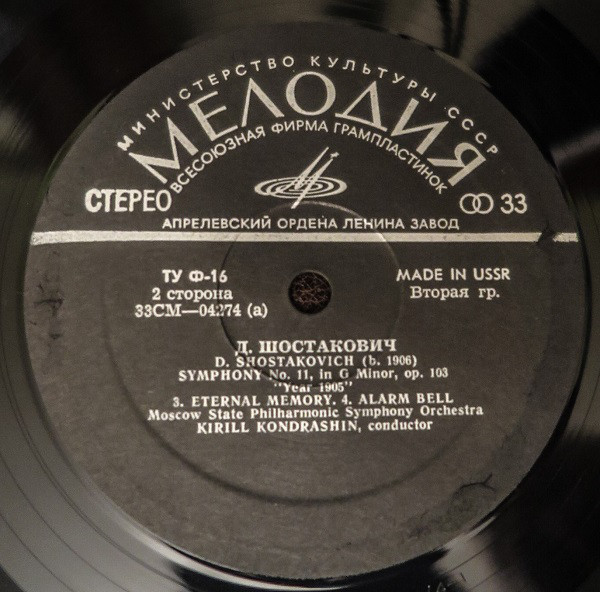 МИНИСТЕРСТВО КУЛЬТУРЫ СССР
МЕЛОДИЯ
ВСЕСОЮЗНАЯ ФИРМА ГРАМПЛАСТИНОК
СТЕРЕО
33
АПРЕЛЕВСКИЙ ОРДЕНА ЛЕНИНА ЗАВОД
ТУ Ф-16
MADE IN USSR
2 сторона
Вторая гр.
33СМ—04274 (а)
Д. ШОСТАКОВИЧ
D. SHOSTAKOVICH (b. 1906)
SYMPHONY No. 11, in G Minor, op. 103
"Year 1905"
3. ETERNAL MEMORY. 4. ALARM BELL
Moscow State Philharmonic Symphony Orchestra
KIRILL KONDRASHIN, conductor